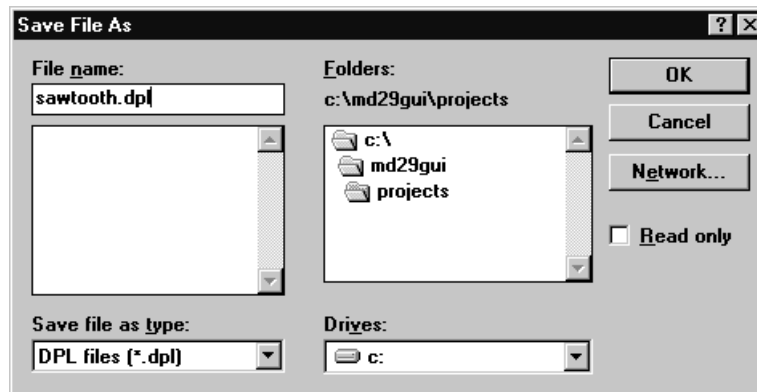 Save File As
File name:
sawtooth.dpl
Folders:
c:\md29gui\projects
c:\
md29gui
projects
OK
Cancel
Network...
Read only
Save file as type:
DPL files (*.dpl)
Drives:
c: